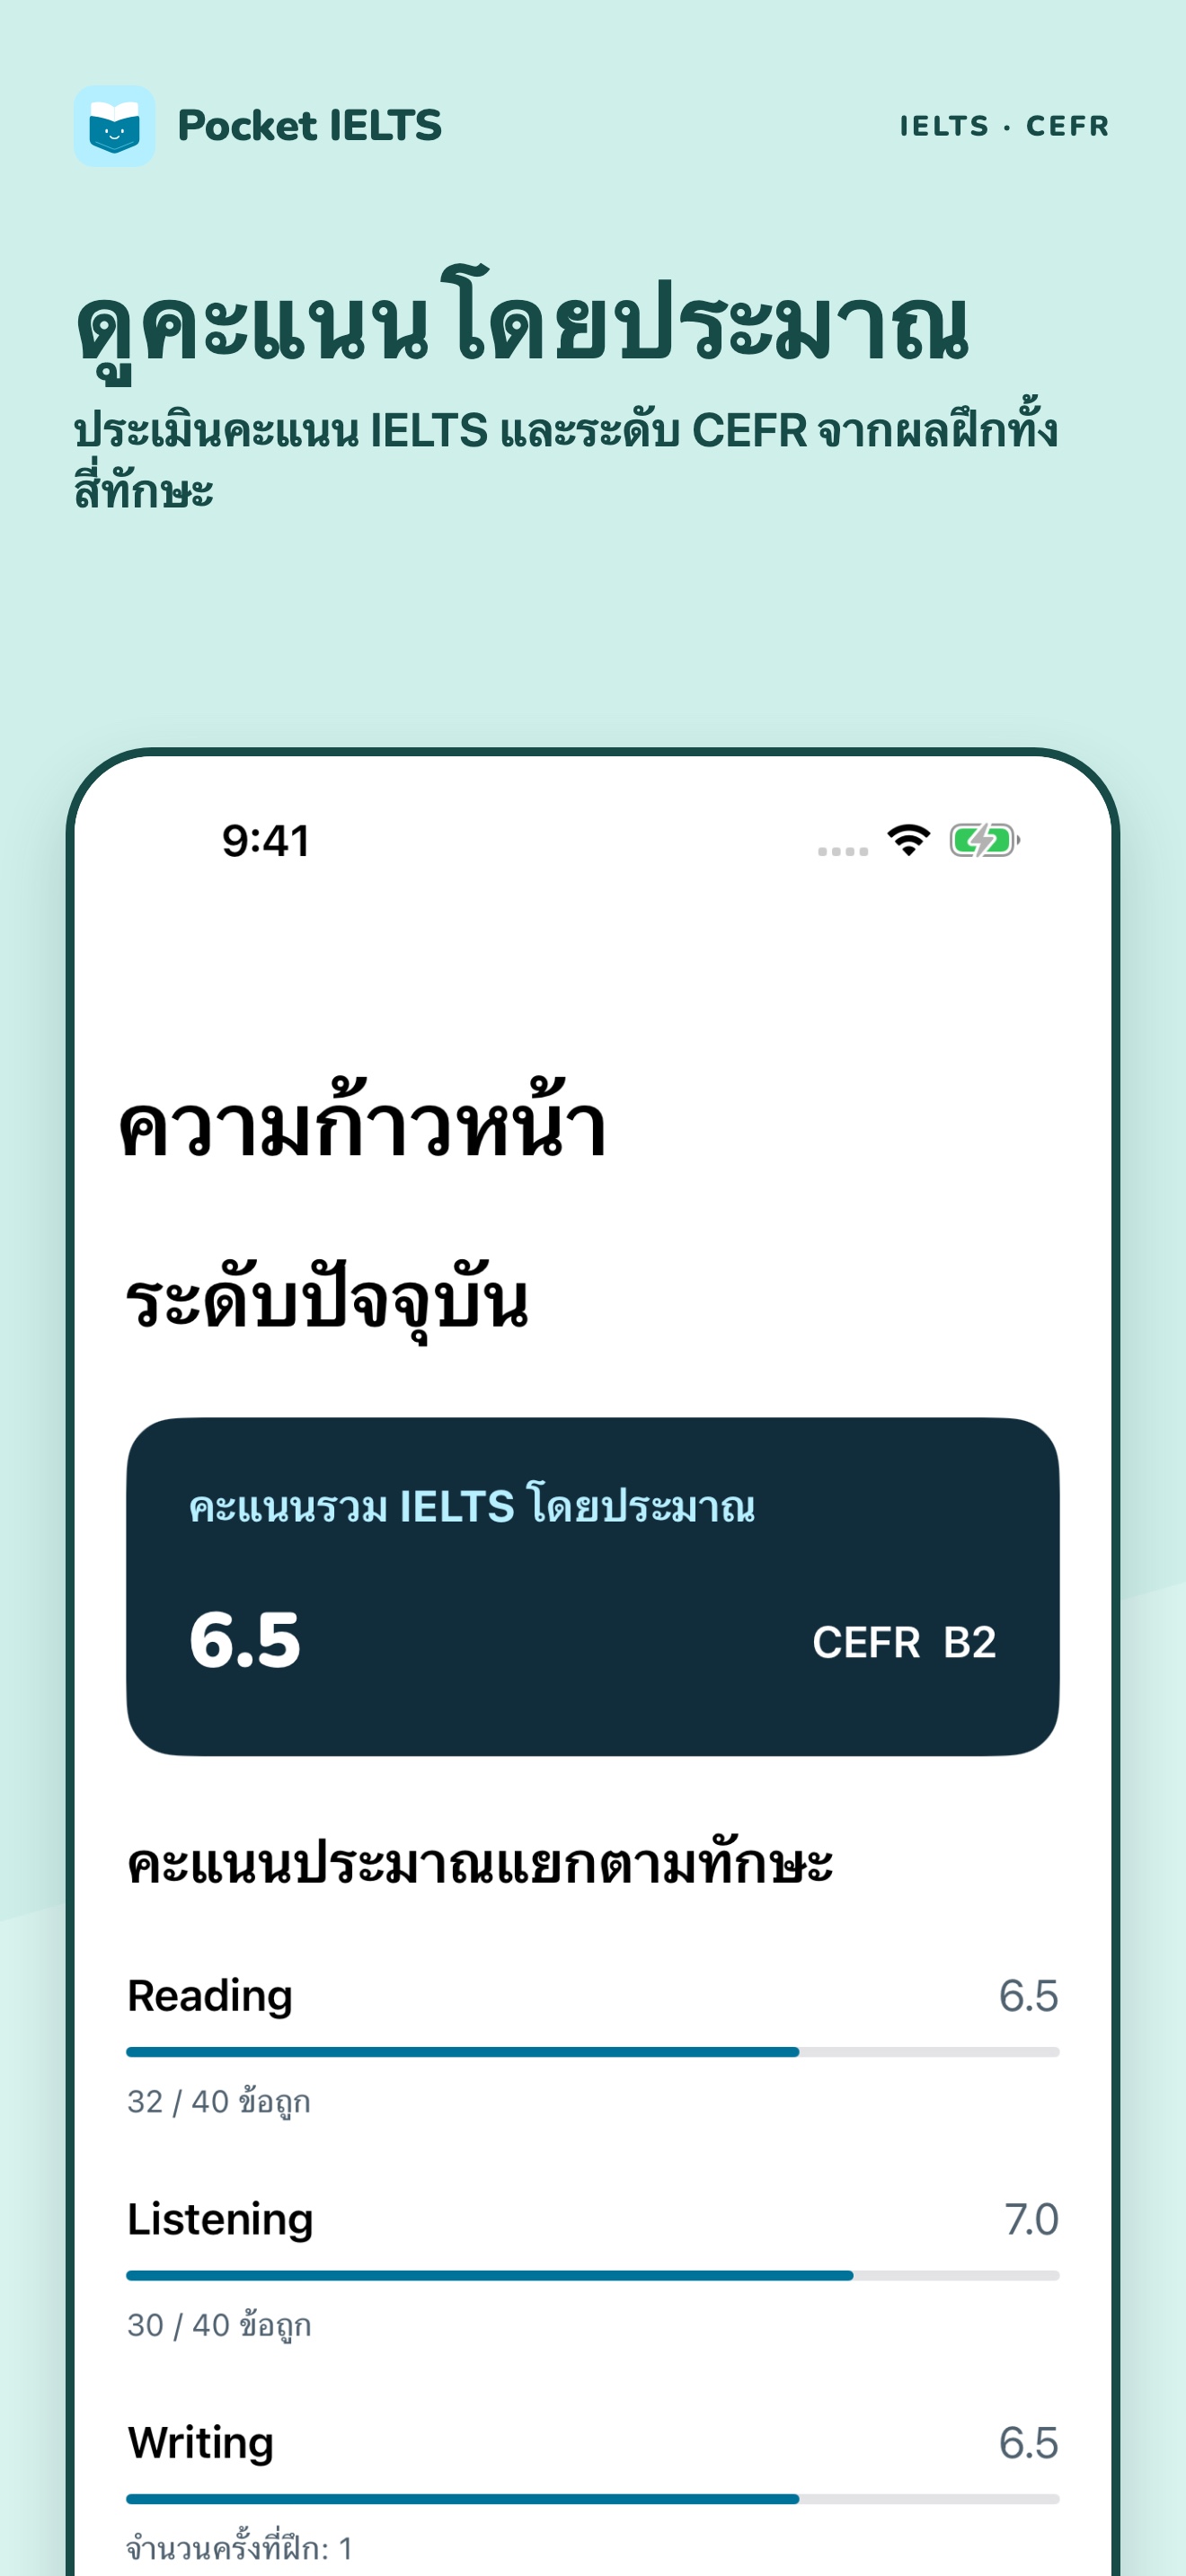 Pocket IELTS
IELTS · CEFR
ดูคะแนนโดยประมาณ
ประเมินคะแนน IELTS และระดับ CEFR จากผลฝึกทั้ง
สี่ทักษะ
9:41
ความก้าวหน้า
ระดับปัจจุบัน
คะแนนรวม IELTS โดยประมาณ
6.5
CEFR B2
คะแนนประมาณแยกตามทักษะ
Reading
6.5
32 / 40 ข้อถูก
Listening
7.0
30 / 40 ข้อถูก
Writing
6.5
จำนวนครั้งที่ฝึก: 1